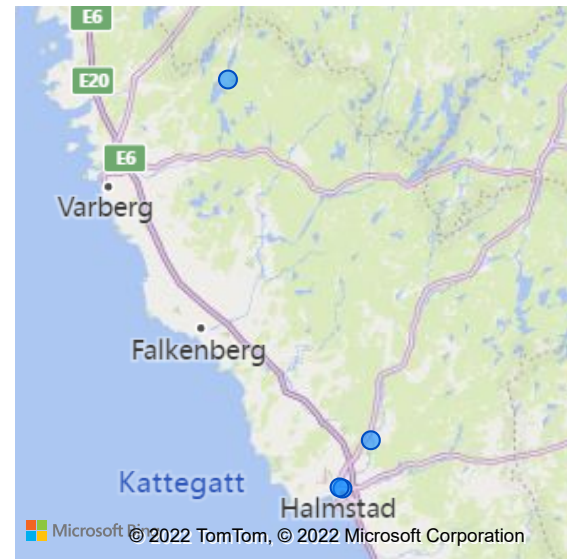 E6
E20
E6
Varberg
Falkenberg
Kattegatt
Halmstad
Microsoft Bing
© 2022 TomTom, © 2022 Microsoft Corporation